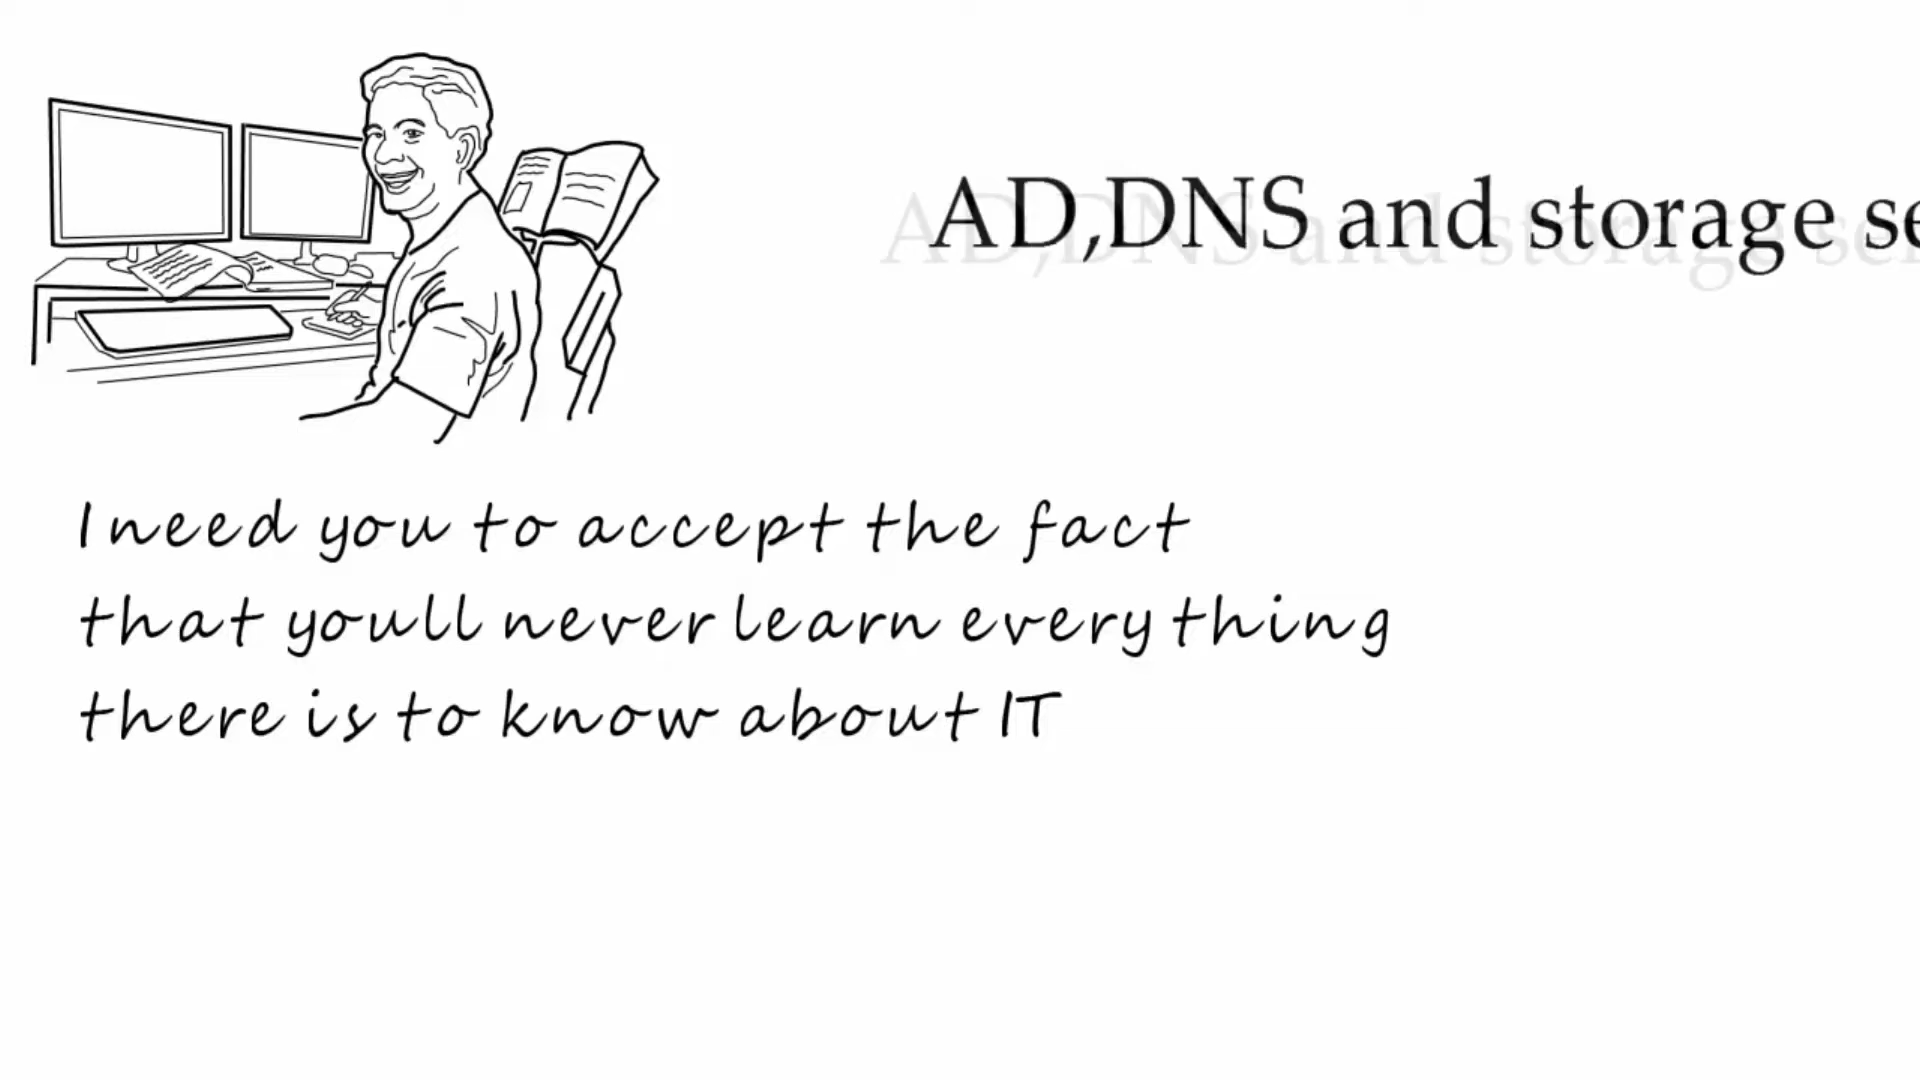 AD,DNS and storage
I need you to accept the fact
that youll never learn everything
there is to know about IT